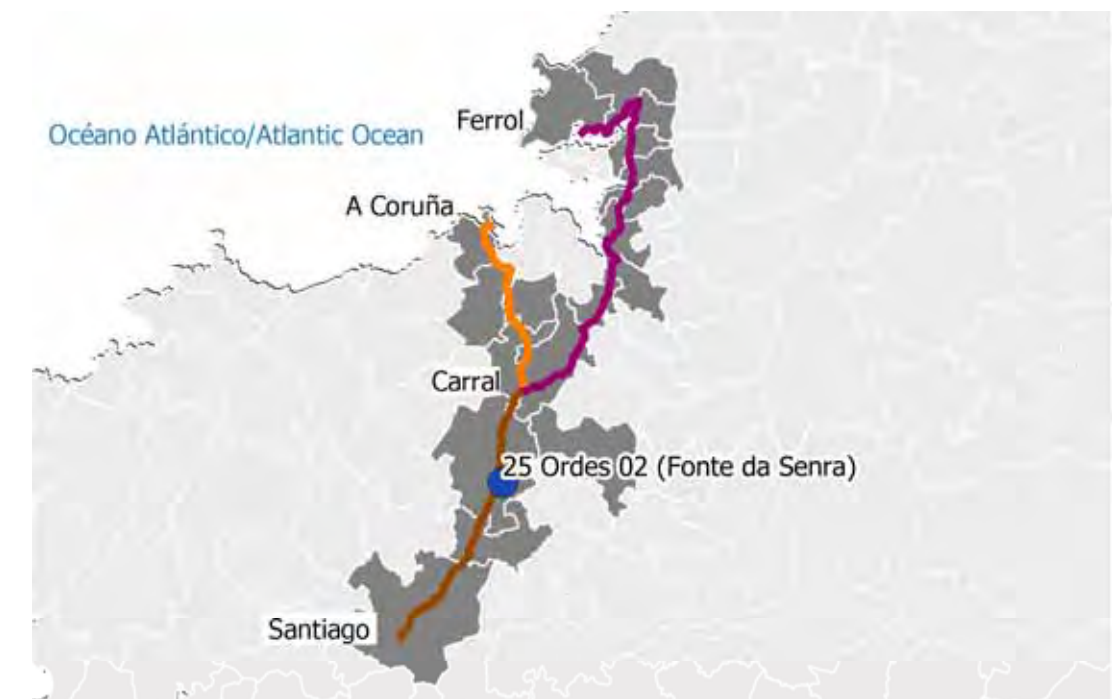 Ferrol
Océano Atlántico/Atlantic Ocean
A Coruña
Carral
25 Ordes 02 (Fonte da Senra)
Santiago